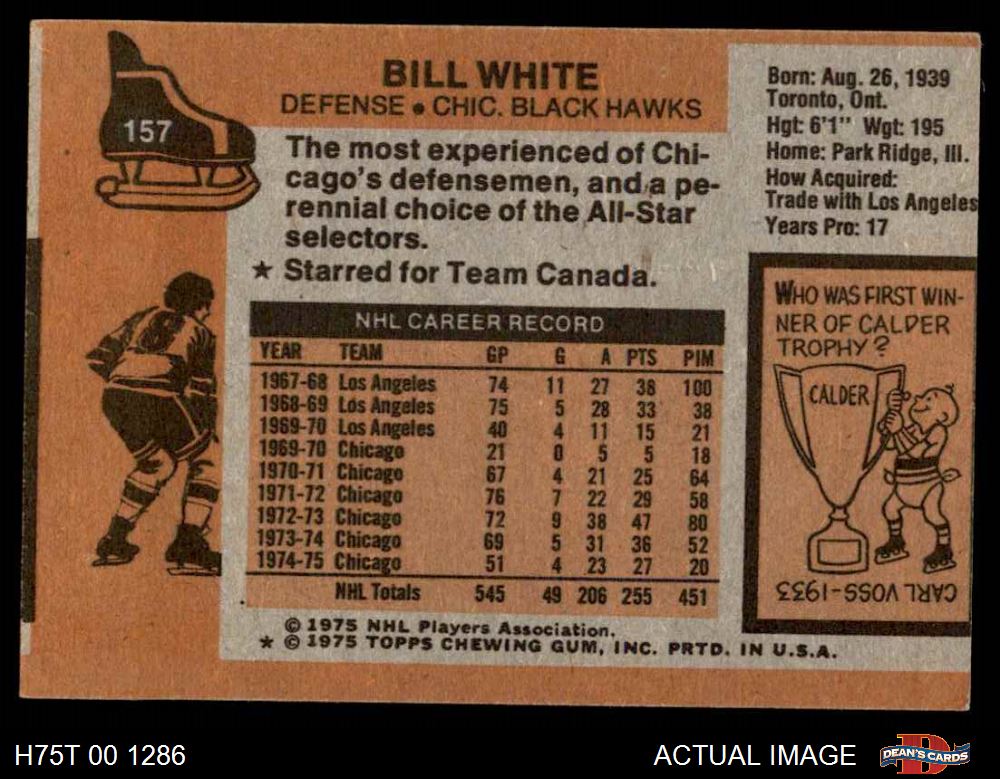 157
BILL WHITE
DEFENSE • CHIC. BLACK HAWKS
The most experienced of Chi-
cago's defensemen, and a pe-
rennial choice of the All-Star
selectors.
★ Starred for Team Canada.
Born: Aug. 26, 1939
Toronto, Ont.
Hgt: 6'1" Wgt: 195
Home: Park Ridge, Ill.
How Acquired:
Trade with Los Angeles
Years Pro: 17
NHL CAREER RECORD
YEAR TEAM GP G A PTS PIM
1967-68 Los Angeles 74 11 27 38 100
1968-69 Los Angeles 75 5 28 33 38
1969-70 Los Angeles 40 4 11 15 21
1969-70 Chicago 21 0 5 5 18
1970-71 Chicago 67 4 21 25 64
1971-72 Chicago 76 7 22 29 58
1972-73 Chicago 72 9 38 47 80
1973-74 Chicago 69 5 31 36 52
1974-75 Chicago 51 4 23 27 20
NHL Totals 545 49 206 255 451
WHO WAS FIRST WIN-
NER OF CALDER
TROPHY?
CALDER
CARL VOSS-1933
© 1975 NHL Players Association.
★ © 1975 TOPPS CHEWING GUM, INC. PRTD. IN U.S.A.
H75T 00 1286
ACTUAL IMAGE
DEAN'S CARDS